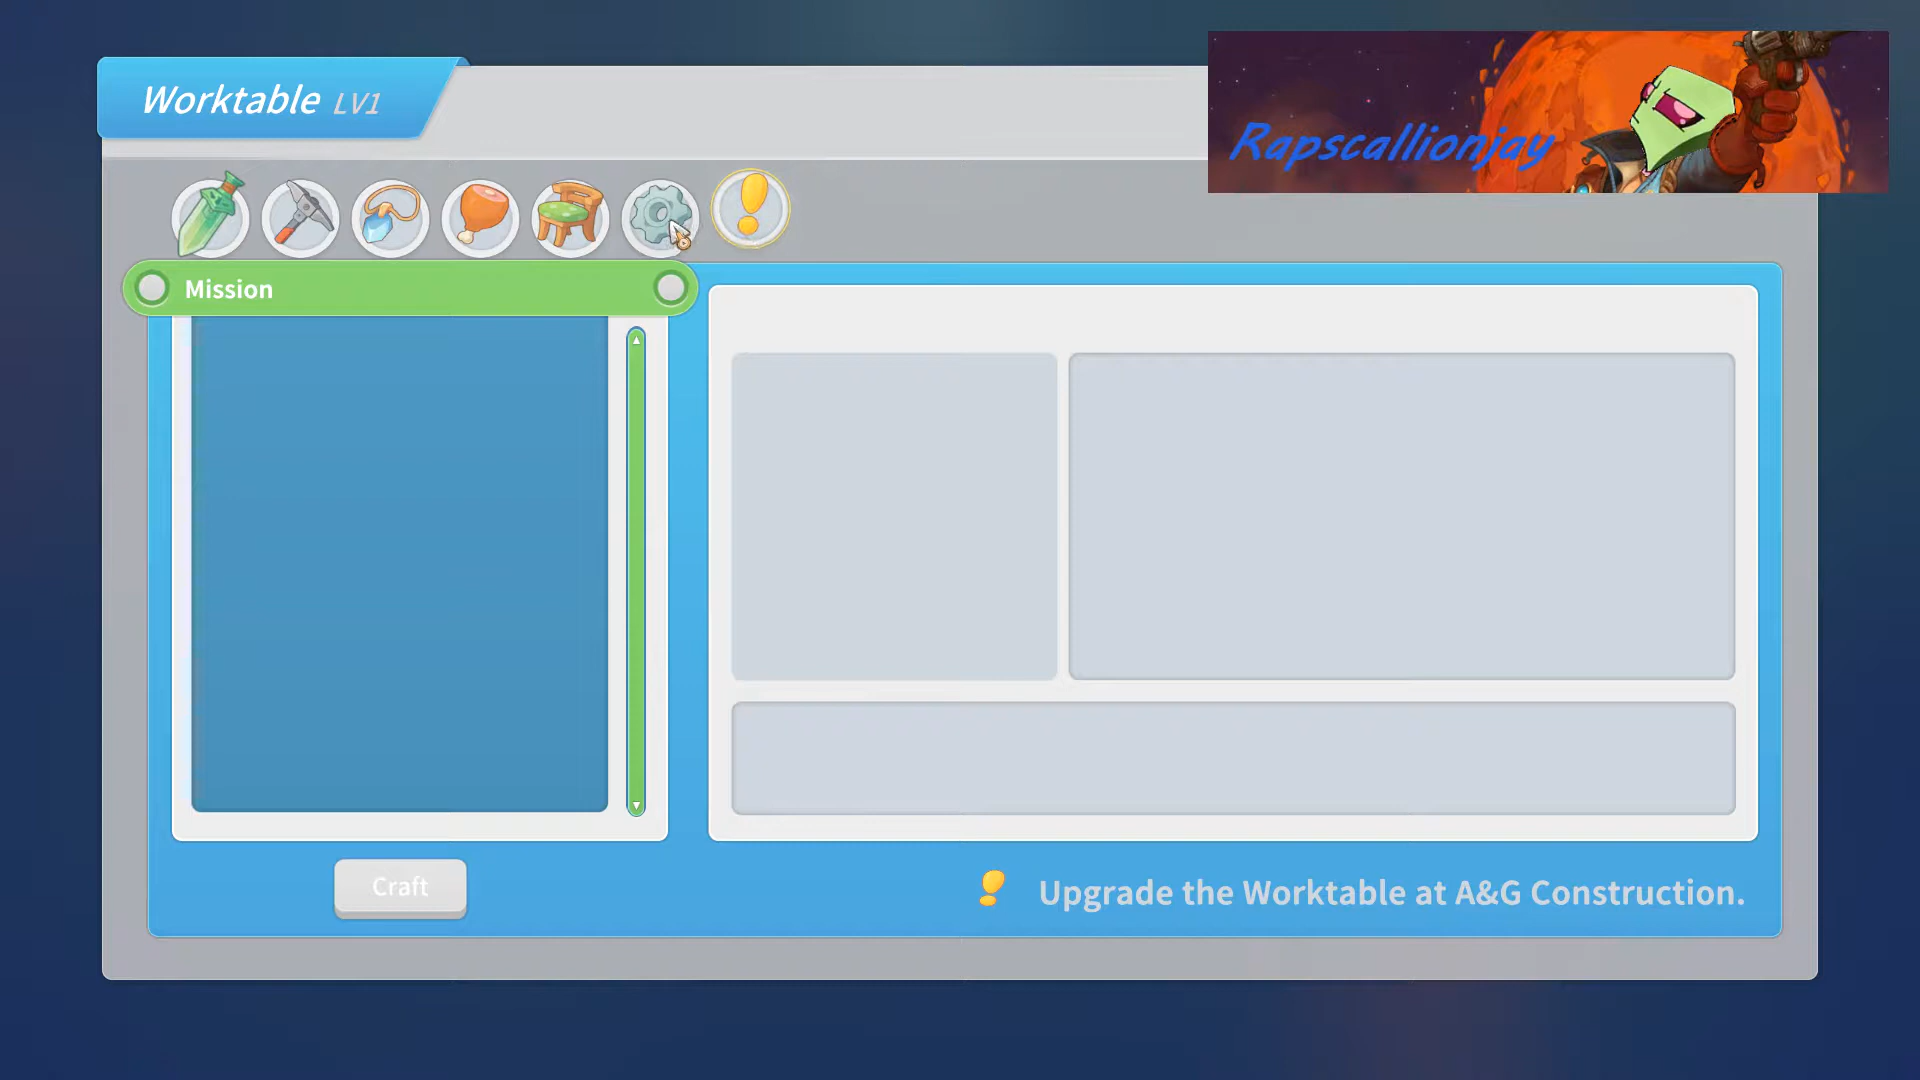 Worktable LV1
Rapscallionjay
Mission
Craft
Upgrade the Worktable at A&G Construction.